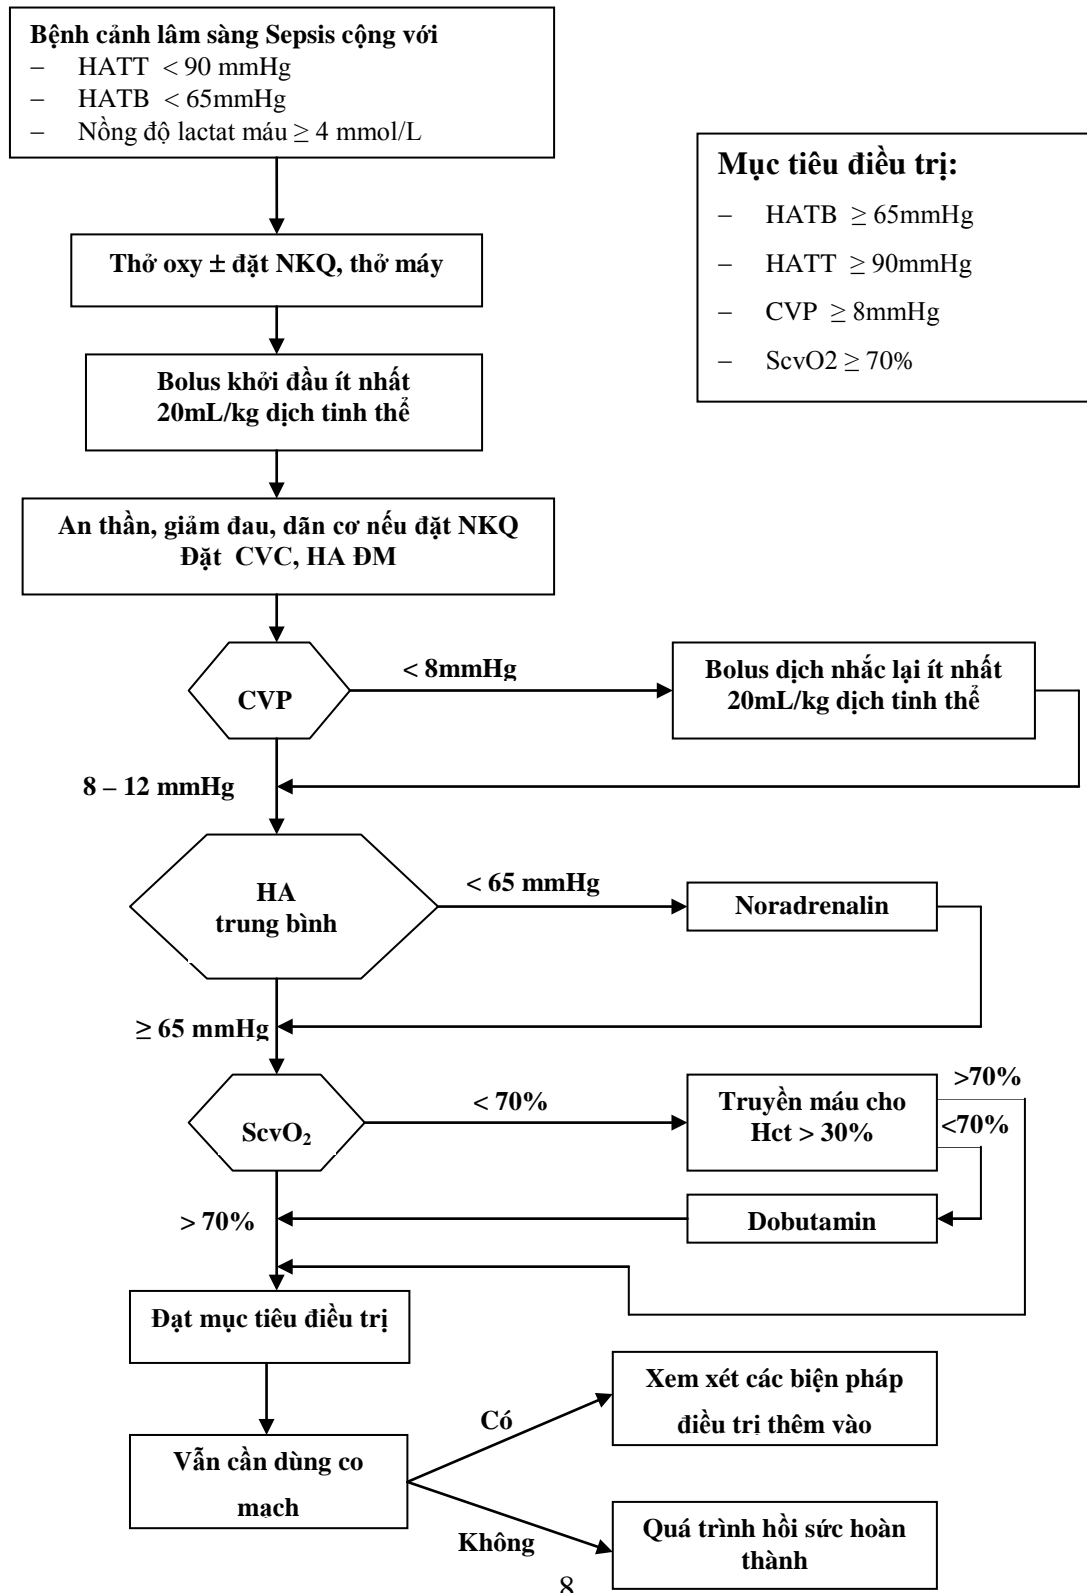 Bệnh cảnh lâm sàng Sepsis cộng với
− HATT < 90 mmHg
− HATB < 65mmHg
− Nồng độ lactat máu ≥ 4 mmol/L
Mục tiêu điều trị:
− HATB ≥ 65mmHg
− HATT ≥ 90mmHg
− CVP ≥ 8mmHg
− ScvO2 ≥ 70%
Thở oxy ± đặt NKQ, thở máy
Bolus khởi đầu ít nhất
20mL/kg dịch tinh thể
An thần, giảm đau, dãn cơ nếu đặt NKQ
Đặt CVC, HA ĐM
CVP
< 8mmHg
Bolus dịch nhắc lại ít nhất
20mL/kg dịch tinh thể
8 – 12 mmHg
HA
trung bình
< 65 mmHg
Noradrenalin
≥ 65 mmHg
ScvO₂
< 70%
Truyền máu cho
Hct > 30%
>70%
<70%
> 70%
Dobutamin
Đạt mục tiêu điều trị
Vẫn cần dùng co
mạch
Có
Xem xét các biện pháp
điều trị thêm vào
Không
Quá trình hồi sức hoàn
thành
8